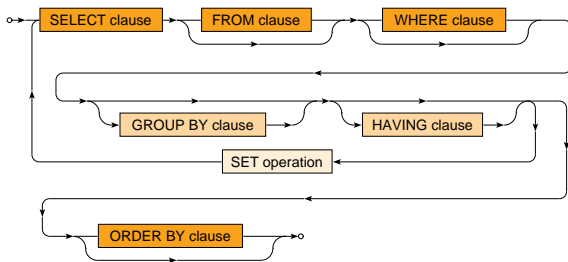 SELECT clause
FROM clause
WHERE clause
GROUP BY clause
HAVING clause
SET operation
ORDER BY clause